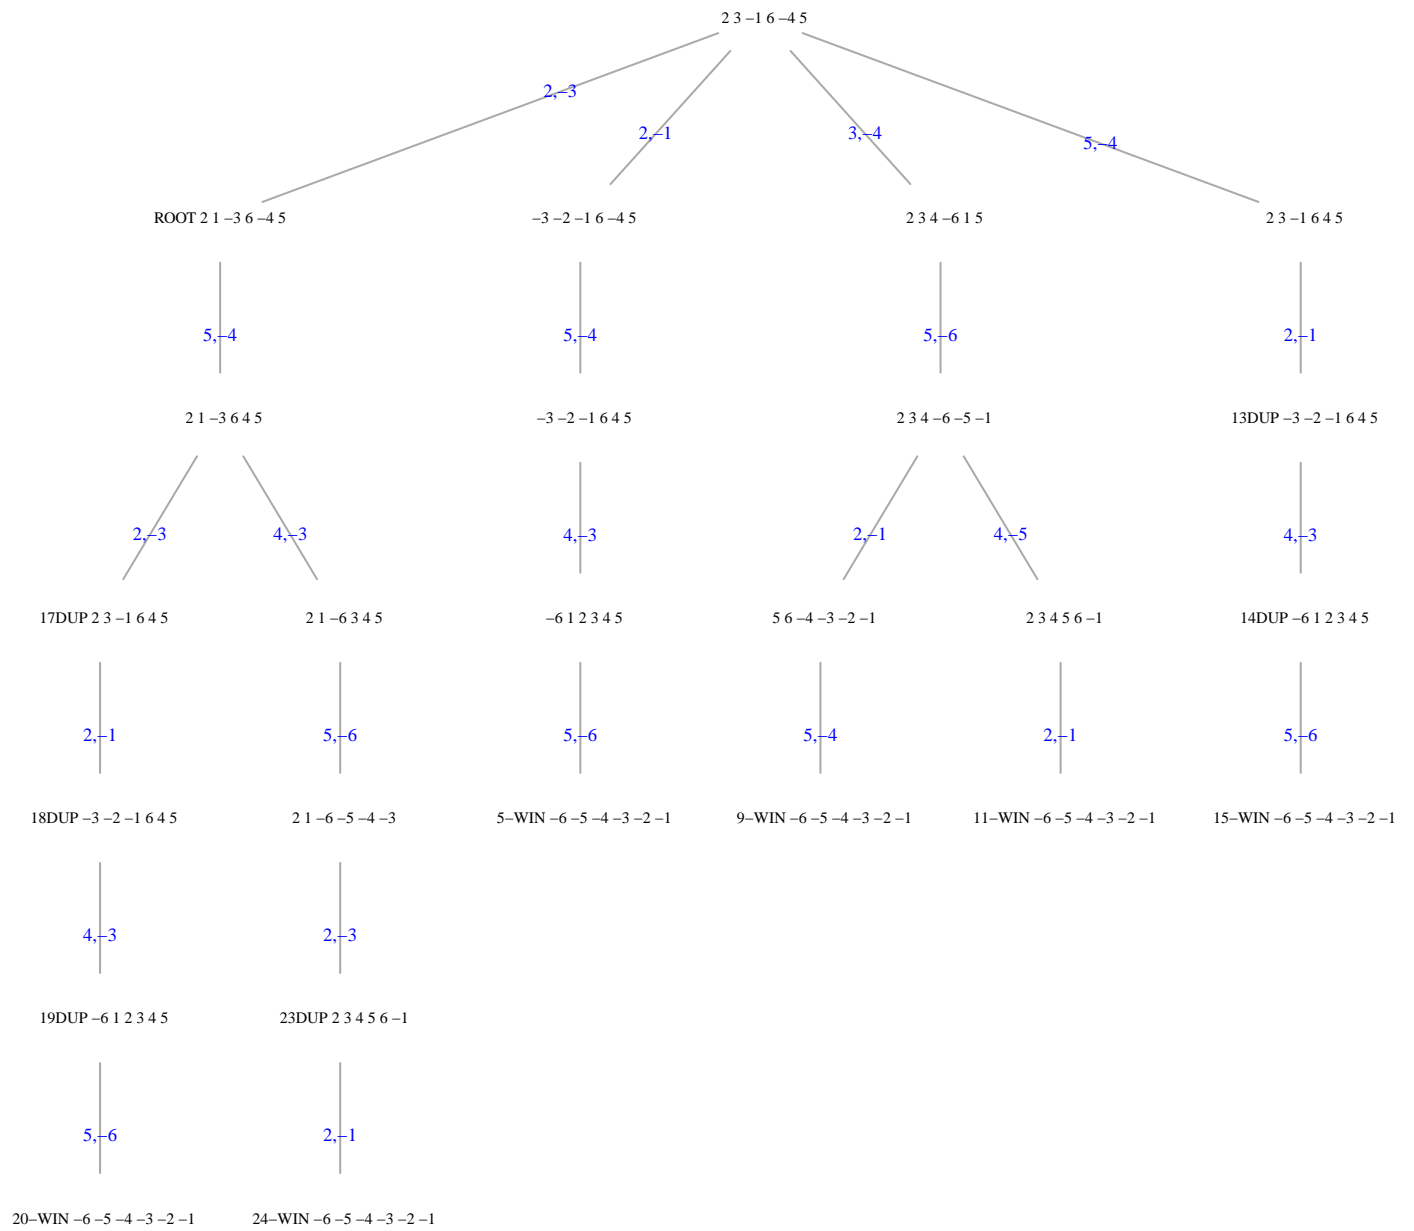 2 3 –1 6 –4 5
2,–3
2,–1
3,–4
5,–4
ROOT 2 1 –3 6 –4 5
–3 –2 –1 6 –4 5
2 3 4 –6 1 5
2 3 –1 6 4 5
5,–4
5,–4
5,–6
2,–1
2 1 –3 6 4 5
–3 –2 –1 6 4 5
2 3 4 –6 –5 –1
13DUP –3 –2 –1 6 4 5
2,–3
4,–3
4,–3
2,–1
4,–5
4,–3
17DUP 2 3 –1 6 4 5
2 1 –6 3 4 5
–6 1 2 3 4 5
5 6 –4 –3 –2 –1
2 3 4 5 6 –1
14DUP –6 1 2 3 4 5
2,–1
5,–6
5,–6
5,–4
2,–1
5,–6
18DUP –3 –2 –1 6 4 5
2 1 –6 –5 –4 –3
5–WIN –6 –5 –4 –3 –2 –1
9–WIN –6 –5 –4 –3 –2 –1
11–WIN –6 –5 –4 –3 –2 –1
15–WIN –6 –5 –4 –3 –2 –1
4,–3
2,–3
19DUP –6 1 2 3 4 5
23DUP 2 3 4 5 6 –1
5,–6
2,–1
20–WIN –6 –5 –4 –3 –2 –1
24–WIN –6 –5 –4 –3 –2 –1